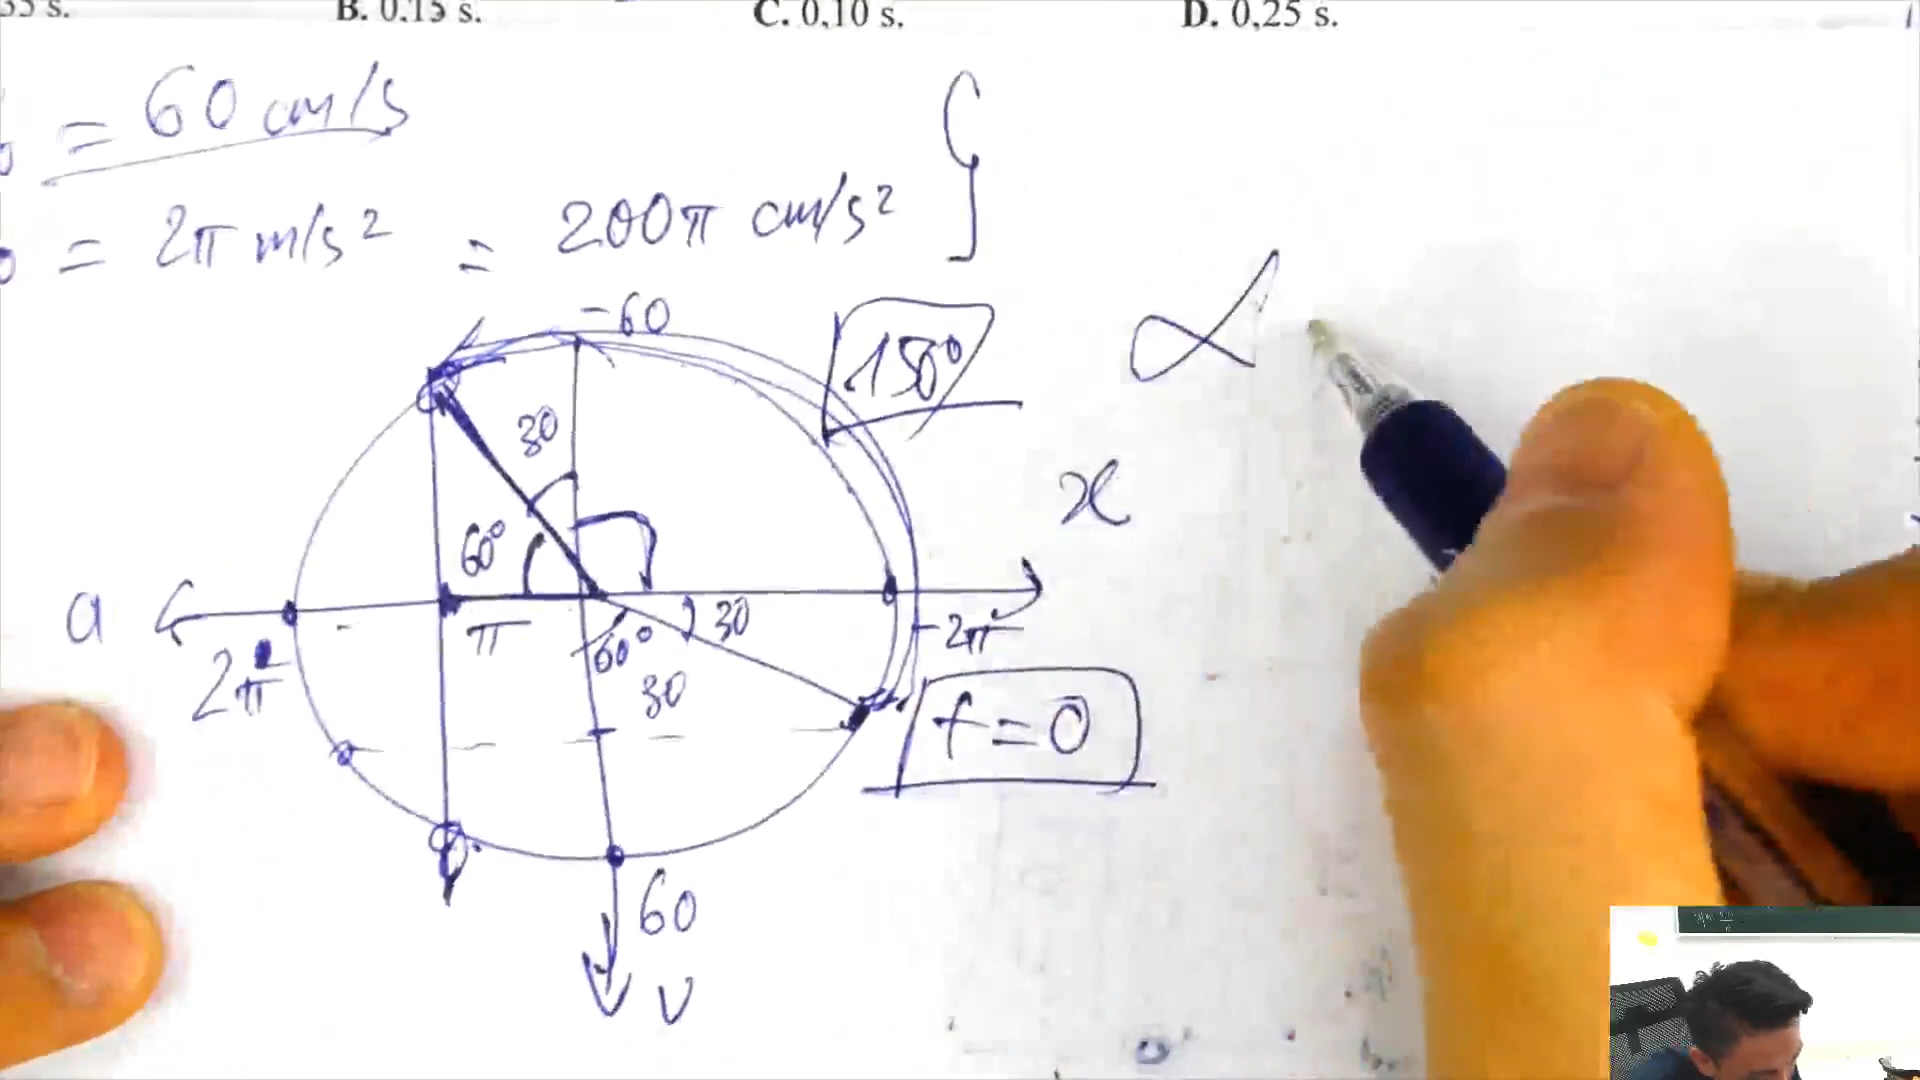 35 s.
B. 0,15 s.
C. 0,10 s.
D. 0,25 s.
= 60 cm/s
= 2π m/s² = 200π cm/s²
-60
150°
α
30
x
60°
a
π
60°
30
-2π
2π
30
t=0
60
v